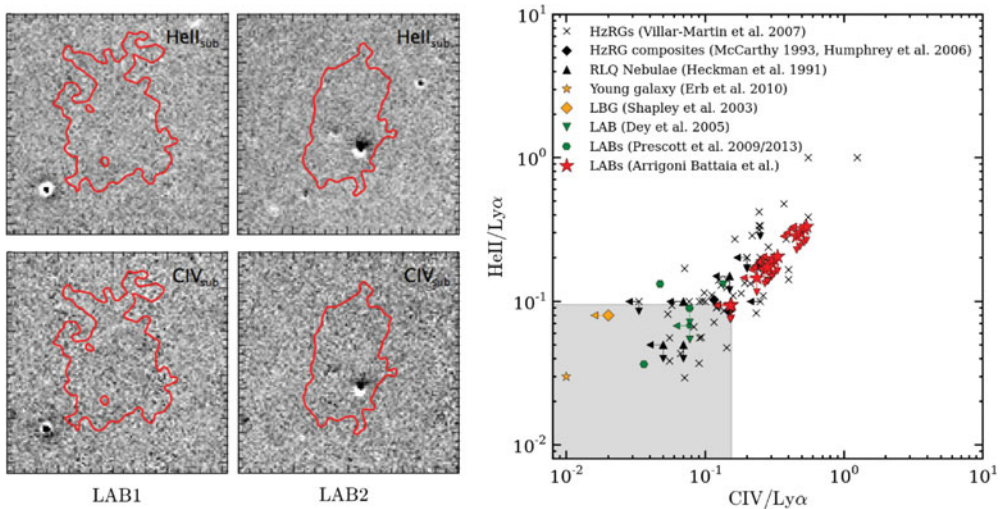 HeII_sub
HeII_sub
CIV_sub
CIV_sub
LAB1
LAB2
HzRGs (Villar-Martin et al. 2007)
HzRG composites (McCarthy 1993, Humphrey et al. 2006)
RLQ Nebulae (Heckman et al. 1991)
Young galaxy (Erb et al. 2010)
LBG (Shapley et al. 2003)
LAB (Dey et al. 2005)
LABs (Prescott et al. 2009/2013)
LABs (Arrigoni Battaia et al.)
HeII/Lyα
10^1
10^0
10^-1
10^-2
10^-2
10^-1
10^0
10^1
CIV/Lyα